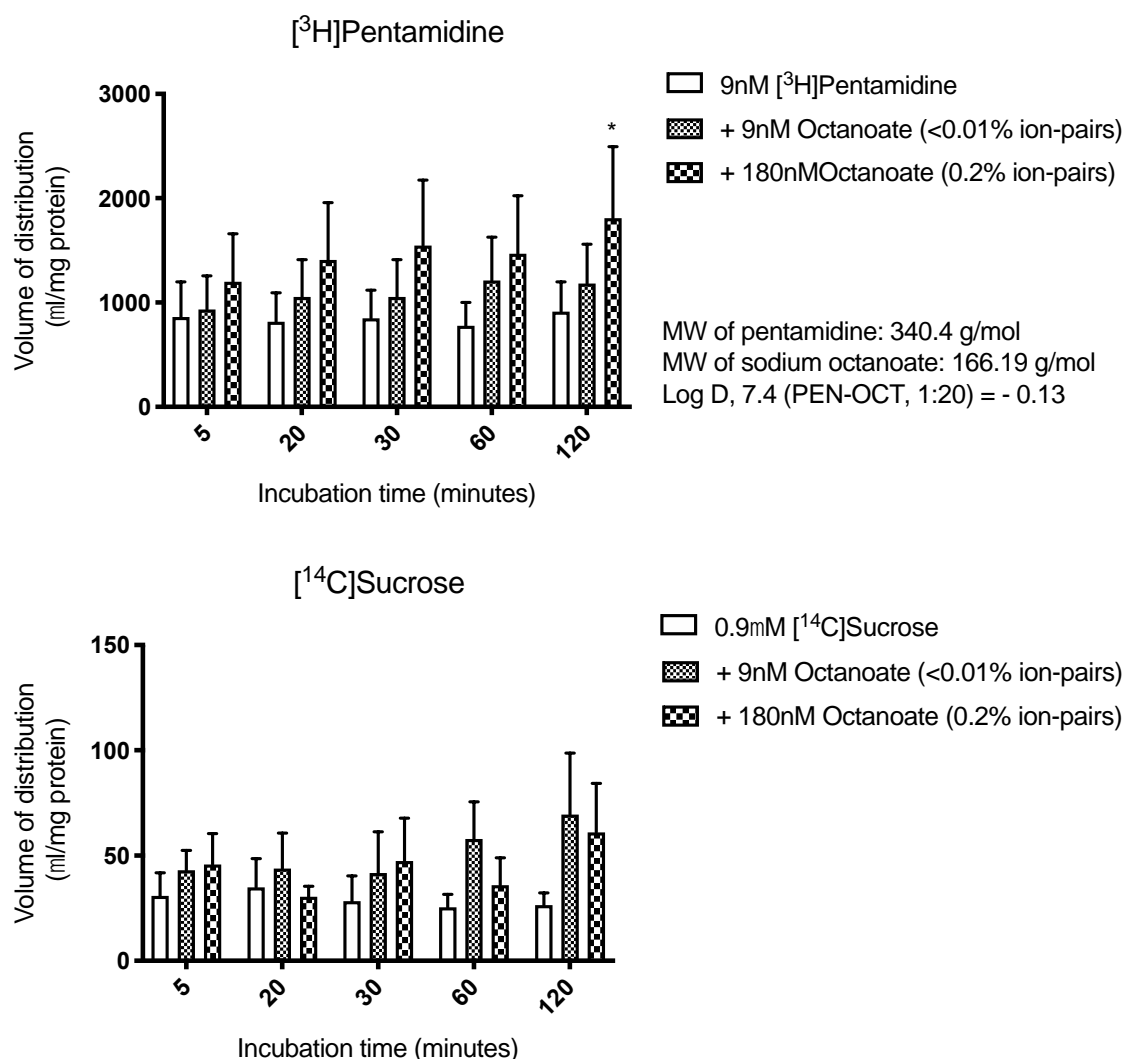 [³H]Pentamidine
3000
2000
1000
0
Volume of distribution
(ml/mg protein)
*
5 20 30 60 120
Incubation time (minutes)
9nM [³H]Pentamidine
+ 9nM Octanoate (<0.01% ion-pairs)
+ 180nMOctanoate (0.2% ion-pairs)
MW of pentamidine: 340.4 g/mol
MW of sodium octanoate: 166.19 g/mol
Log D, 7.4 (PEN-OCT, 1:20) = - 0.13
[¹⁴C]Sucrose
150
100
50
0
Volume of distribution
(ml/mg protein)
5 20 30 60 120
Incubation time (minutes)
0.9mM [¹⁴C]Sucrose
+ 9nM Octanoate (<0.01% ion-pairs)
+ 180nM Octanoate (0.2% ion-pairs)